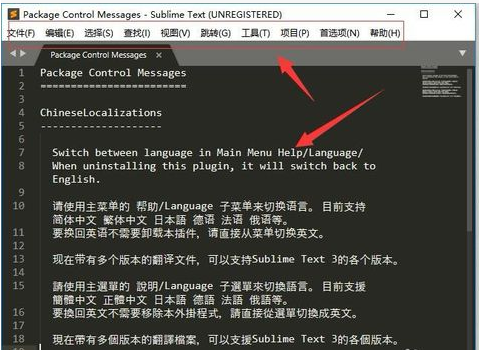 Package Control Messages - Sublime Text (UNREGISTERED)
文件(F) 编辑(E) 选择(S) 查找(I) 视图(V) 跳转(G) 工具(T) 项目(P) 首选项(N) 帮助(H)
Package Control Messages ×
1 Package Control Messages
2 ========================
3
4 ChineseLocalizations
5 --------------------
6
7 Switch between language in Main Menu Help/Language/
8 When uninstalling this plugin, it will switch back to
English.
9
10 请使用主菜单的 帮助/Language 子菜单来切换语言。 目前支持
简体中文 繁体中文 日本語 德语 法语 俄语等。
11 要换回英语不需要卸载本插件, 请直接从菜单切换英文。
12
13 现在带有多个版本的翻译文件, 可以支持Sublime Text 3的各个版本。
14
15 請使用主選單的 說明/Language 子選單來切換語言。 目前支援
簡體中文 正體中文 日本語 德語 法語 俄語等。
16 要換回英文不需要移除本外掛程式, 請直接從選單切換成英文。
17
18 現在帶有多個版本的翻譯檔案, 可以支援Sublime Text 3的各個版本。